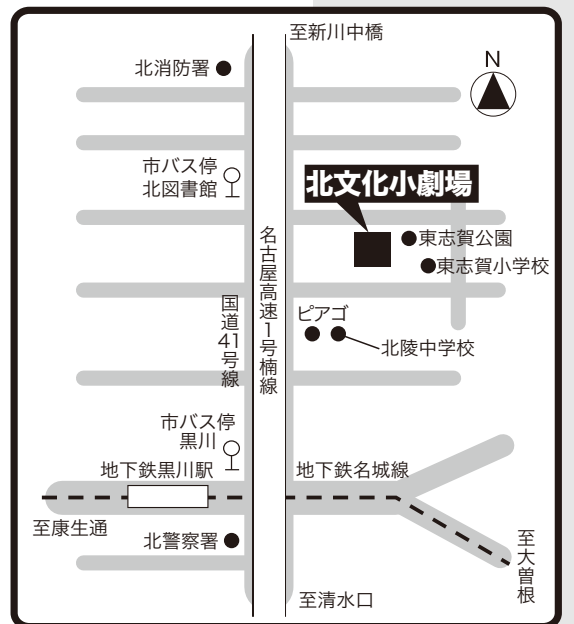 至新川中橋
北消防署
N
市バス停
北図書館
北文化小劇場
東志賀公園
東志賀小学校
名古屋高速1号楠線
国道41号線
ピアゴ
北陵中学校
市バス停
黒川
地下鉄黒川駅
地下鉄名城線
至康生通
北警察署
至大曽根
至清水口